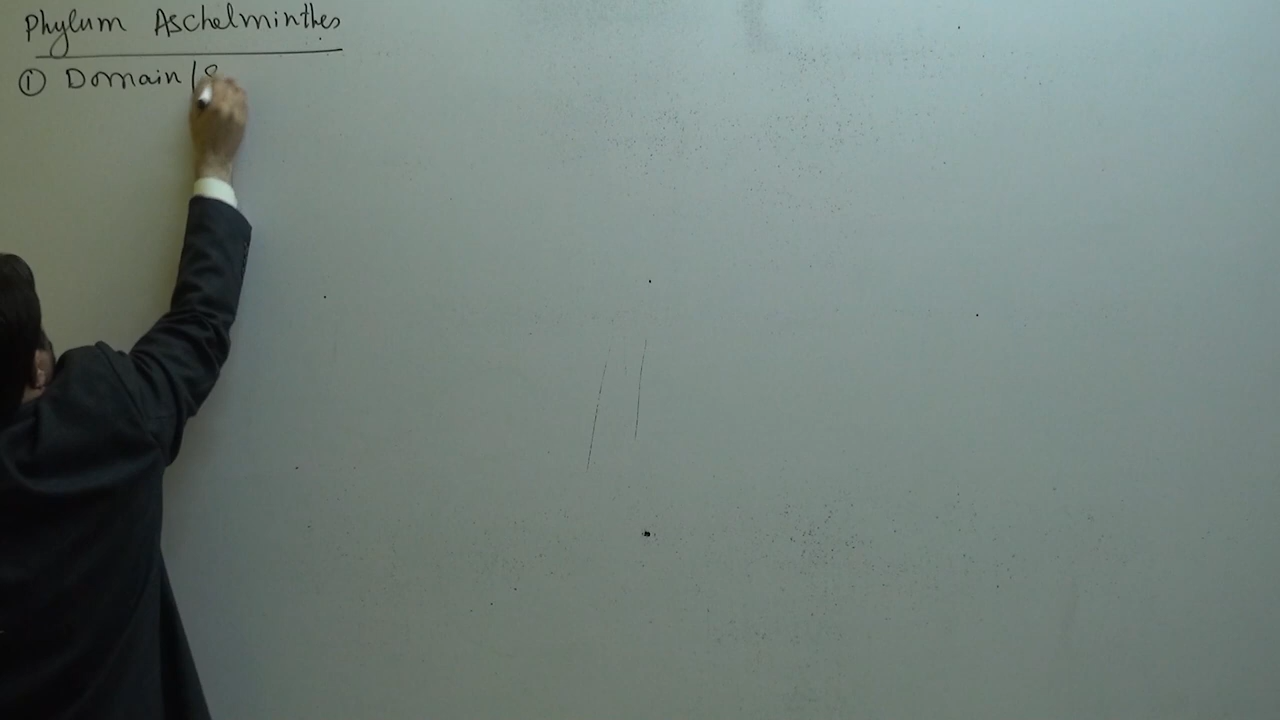 Phylum Aschelminthes
① Domain /